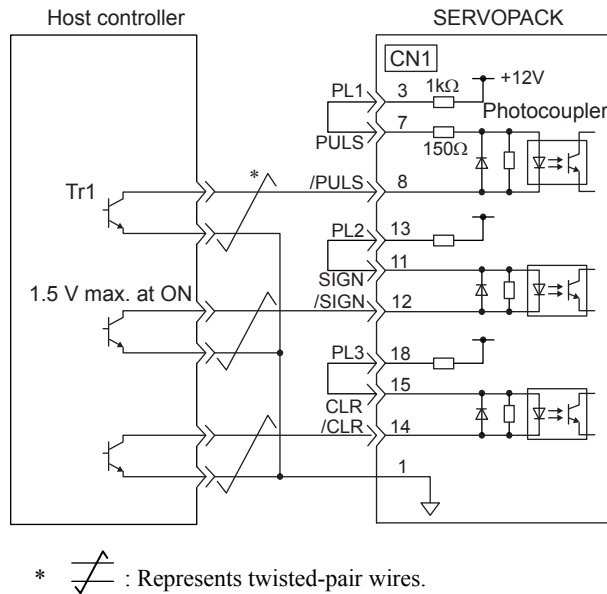 Host controller
SERVOPACK
CN1
+12V
PL1 3 1kΩ
Photocoupler
PULS 7 150Ω
*
Tr1
/PULS 8
PL2 13
SIGN 11
1.5 V max. at ON
/SIGN 12
PL3 18
CLR 15
/CLR 14
1
* : Represents twisted-pair wires.